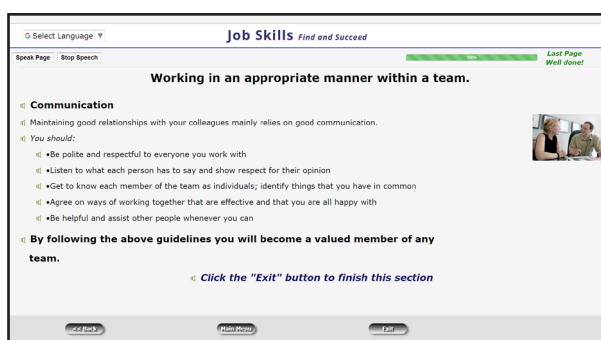 G Select Language ▼
Job Skills Find and Succeed
Speak Page Stop Speech
Last Page
Well done!
Working in an appropriate manner within a team.
Communication
Maintaining good relationships with your colleagues mainly relies on good communication.
You should:
•Be polite and respectful to everyone you work with
•Listen to what each person has to say and show respect for their opinion
•Get to know each member of the team as individuals; identify things that you have in common
•Agree on ways of working together that are effective and that you are all happy with
•Be helpful and assist other people whenever you can
By following the above guidelines you will become a valued member of any
team.
Click the "Exit" button to finish this section
<< Back Main Menu Exit